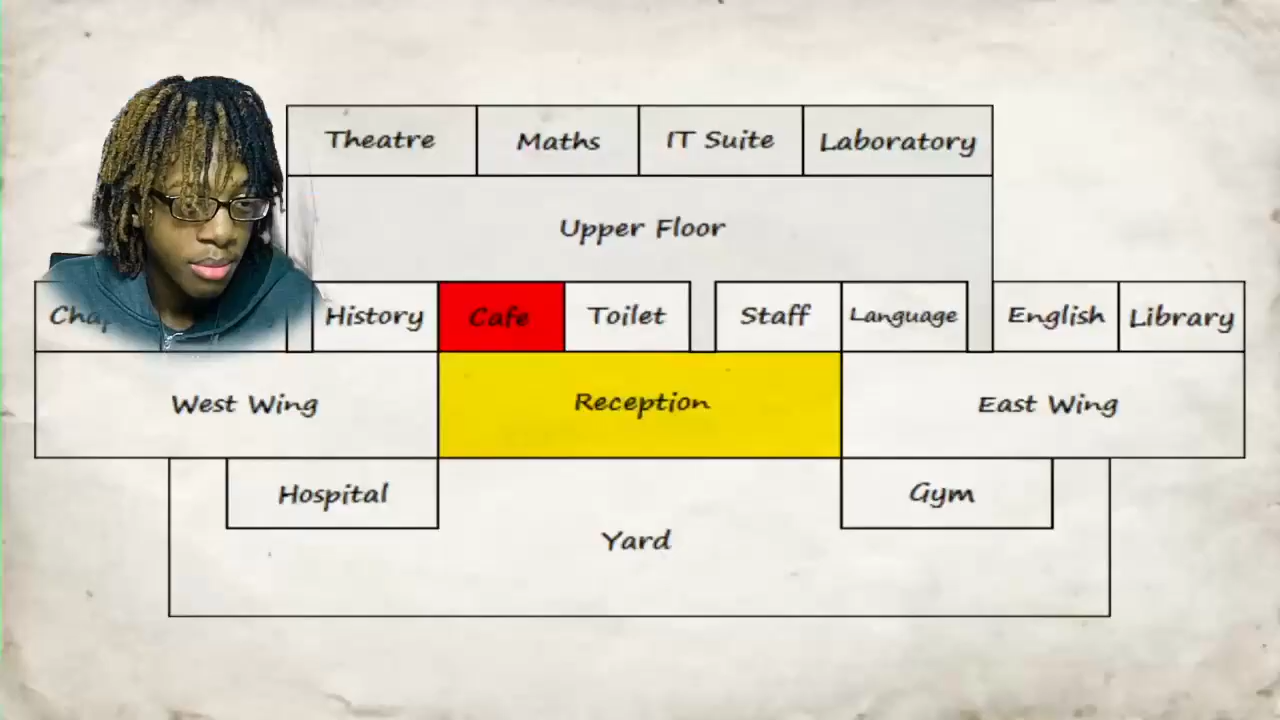 Theatre
Maths
IT Suite
Laboratory
Upper Floor
History
Cafe
Toilet
Staff
Language
English
Library
West Wing
Reception
East Wing
Hospital
Gym
Yard